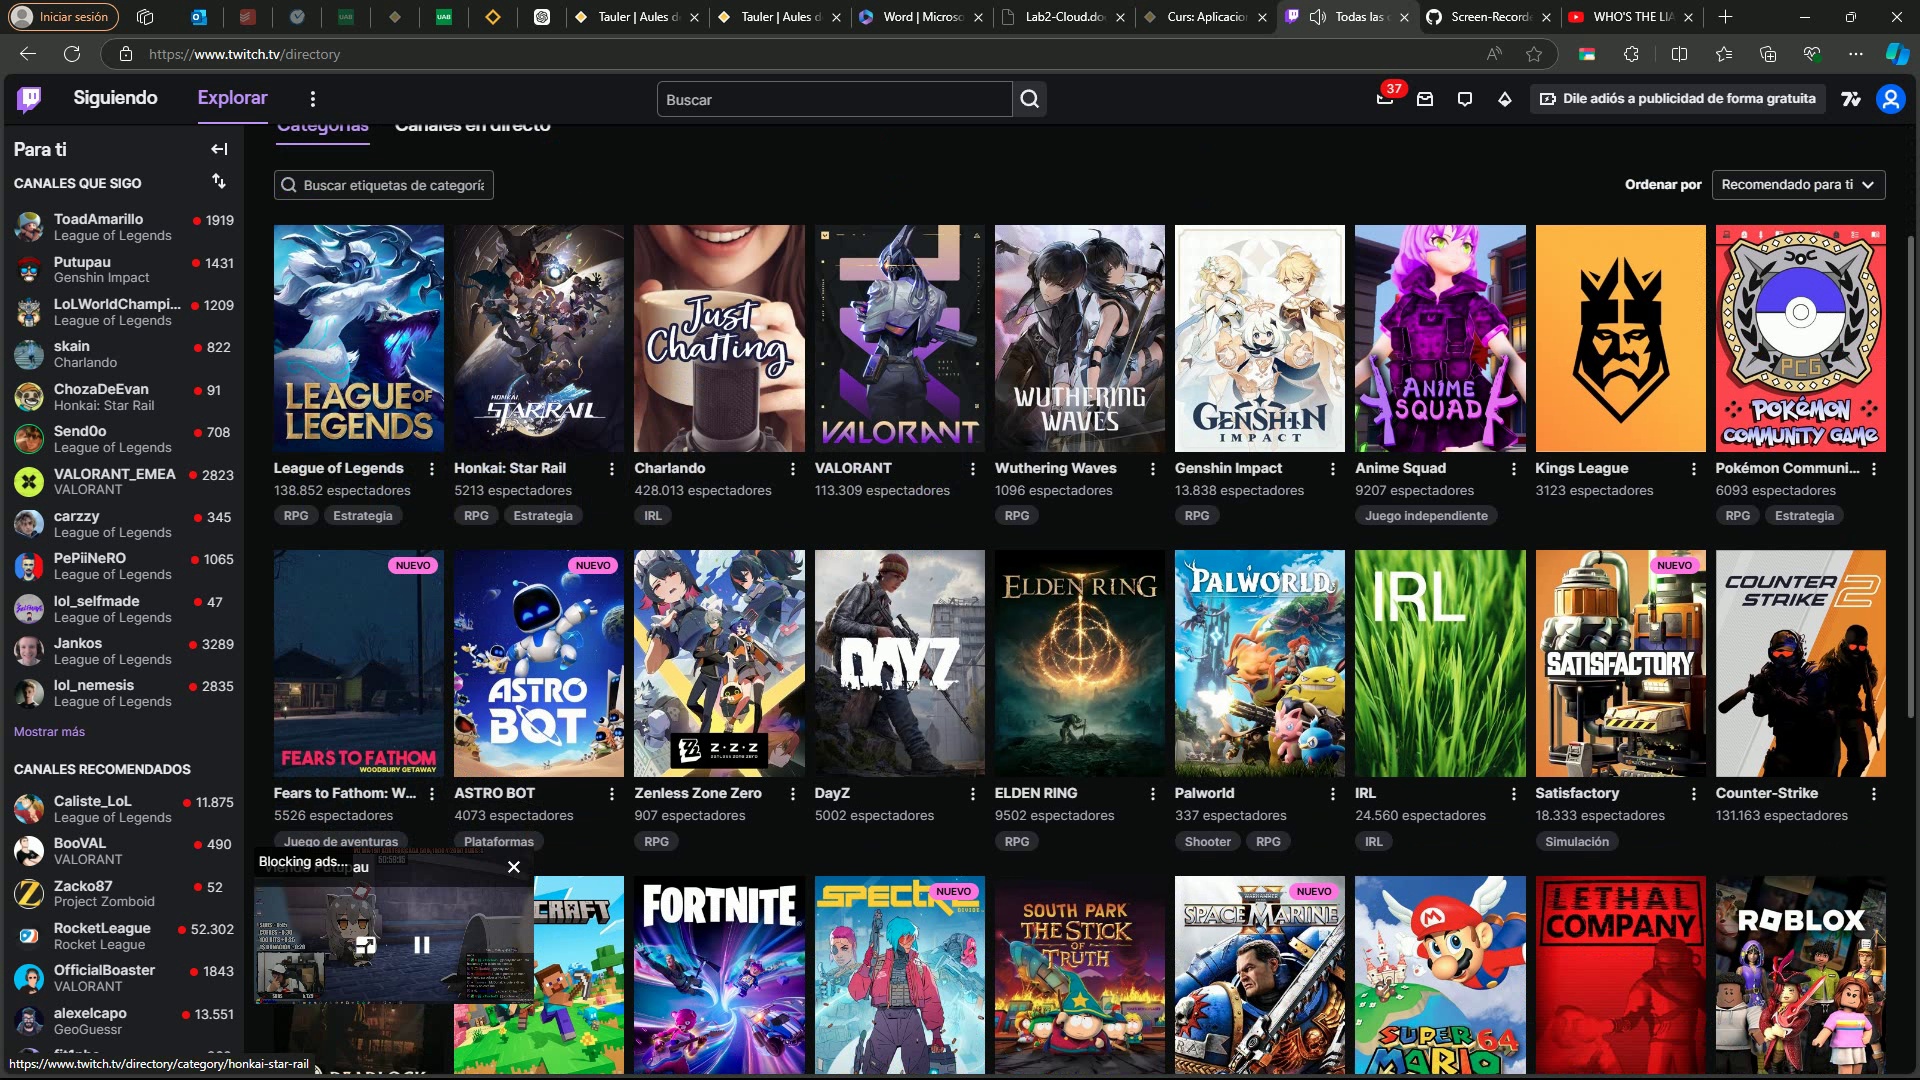 Iniciar sesión
Tauler | Aules de
Tauler | Aules d
Word | Microso
Lab2-Cloud.do
Curs: Aplicacio
Todas las c
Screen-Recorde
WHO'S THE LIA
https://www.twitch.tv/directory
Siguiendo
Explorar
Buscar
37
Dile adiós a publicidad de forma gratuita
Categorías
Canales en directo
Para ti
CANALES QUE SIGO
ToadAmarillo
1919
League of Legends
Putupau
1431
Genshin Impact
LoLWorldChampi...
1209
League of Legends
skain
822
Charlando
ChozaDeEvan
91
Honkai: Star Rail
Send0o
708
League of Legends
VALORANT_EMEA
2823
VALORANT
carzzy
345
League of Legends
PePiiNeRO
1065
League of Legends
lol_selfmade
47
League of Legends
Jankos
3289
League of Legends
lol_nemesis
2835
League of Legends
Mostrar más
CANALES RECOMENDADOS
Caliste_LoL
11.875
League of Legends
BooVAL
490
VALORANT
Zacko87
52
Project Zomboid
RocketLeague
52.302
Rocket League
OfficialBoaster
1843
VALORANT
alexelcapo
13.551
GeoGuessr
https://www.twitch.tv/directory/category/honkai-star-rail
Buscar etiquetas de categoría
Ordenar por
Recomendado para ti
LEAGUE OF LEGENDS
HONKAI STAR RAIL
Just Chatting
VALORANT
WUTHERING WAVES
GENSHIN IMPACT
ANIME SQUAD
PCG
POKéMON COMMUNITY GAME
League of Legends
138.852 espectadores
RPG
Estrategia
Honkai: Star Rail
5213 espectadores
RPG
Estrategia
Charlando
428.013 espectadores
IRL
VALORANT
113.309 espectadores
Wuthering Waves
1096 espectadores
RPG
Genshin Impact
13.838 espectadores
RPG
Anime Squad
9207 espectadores
Juego independiente
Kings League
3123 espectadores
Pokémon Communi...
6093 espectadores
RPG
Estrategia
NUEVO
FEARS TO FATHOM
WOODBURY GETAWAY
NUEVO
ASTRO BOT
Z·Z·Z
ZENLESS ZONE ZERO
DAYZ
ELDEN RING
PALWORLD
IRL
NUEVO
SATISFACTORY
COUNTER STRIKE 2
Fears to Fathom: W...
5526 espectadores
Juego de aventuras
ASTRO BOT
4073 espectadores
Plataformas
Zenless Zone Zero
907 espectadores
RPG
DayZ
5002 espectadores
ELDEN RING
9502 espectadores
RPG
Palworld
337 espectadores
Shooter
RPG
IRL
24.560 espectadores
IRL
Satisfactory
18.333 espectadores
Simulación
Counter-Strike
131.163 espectadores
Blocking ads...
Viendo Putupau
CRAFT
FORTNITE
NUEVO
SPECTRE
DIVIDE
SOUTH PARK
THE STICK
OF
TRUTH
NUEVO
WARHAMMER
SPACE MARINE
SUPER
MARIO
64
LETHAL
COMPANY
ROBLOX
DEADLOCK